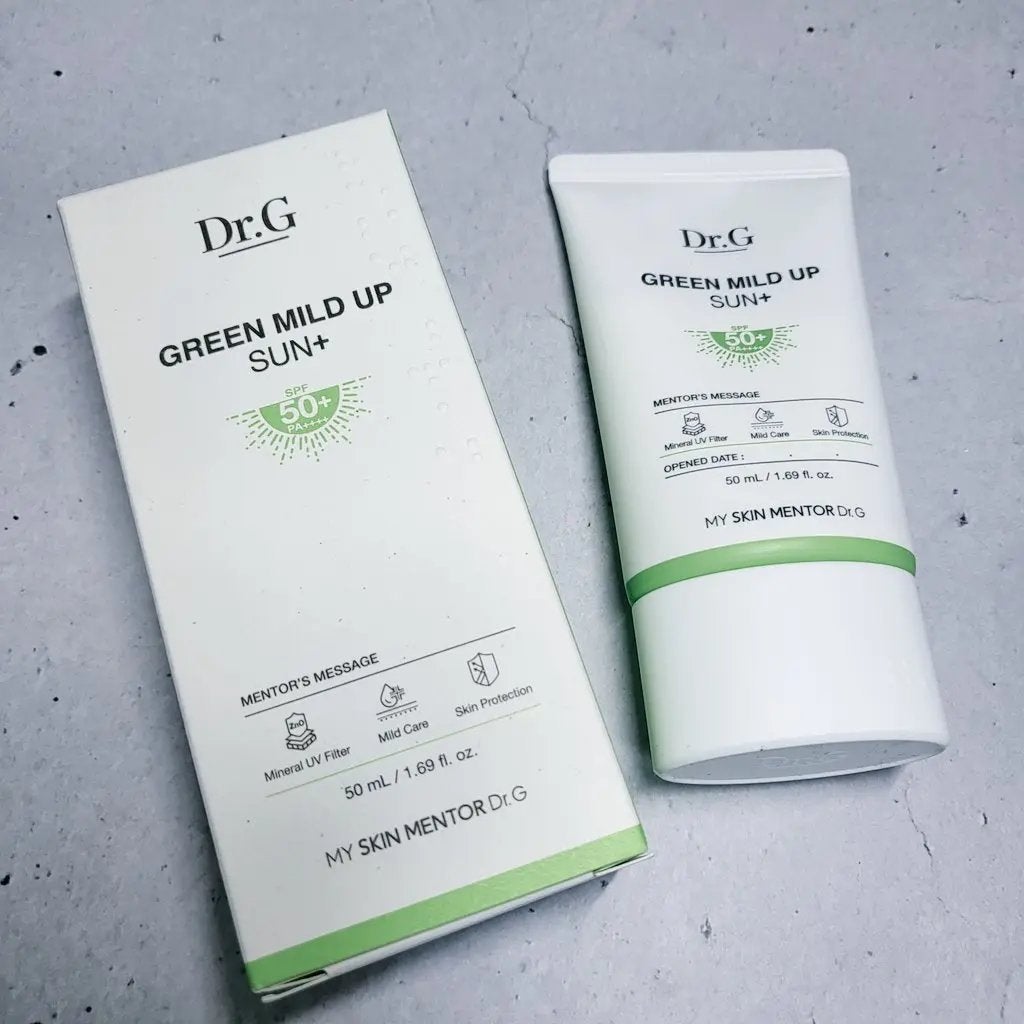 Dr.G
GREEN MILD UP
SUN+
SPF
50+
PA++++
MENTOR'S MESSAGE
ZnO
Mineral UV Filter
Mild Care
Skin Protection
50 mL / 1.69 fl. oz.
MY SKIN MENTOR Dr.G
Dr.G
GREEN MILD UP
SUN+
SPF
50+
PA++++
MENTOR'S MESSAGE
ZnO
Mineral UV Filter
Mild Care
Skin Protection
OPENED DATE : . .
50 mL / 1.69 fl. oz.
MY SKIN MENTOR Dr.G
Dr.G